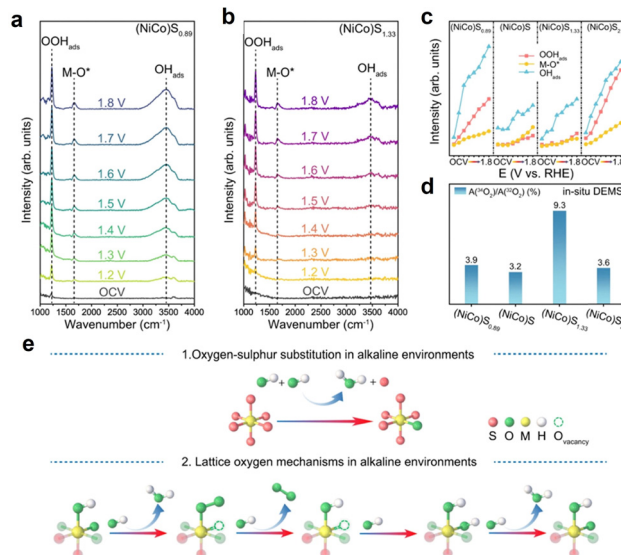 a
(NiCo)S0.89
OOHads
M-O*
OHads
1.8 V
1.7 V
1.6 V
1.5 V
1.4 V
1.3 V
1.2 V
OCV
Intensity (arb. units)
1000 1500 2000 2500 3000 3500 4000
Wavenumber (cm-1)
b
(NiCo)S1.33
OOHads
M-O*
OHads
1.8 V
1.7 V
1.6 V
1.5 V
1.4 V
1.3 V
1.2 V
OCV
Intensity (arb. units)
1000 1500 2000 2500 3000 3500 4000
Wavenumber (cm-1)
c
(NiCo)S0.89 (NiCo)S (NiCo)S1.33 (NiCo)S
OOHads
M-O*
OHads
Intensity (arb. units)
OCV 1.8 OCV 1.8 OCV 1.8 OCV 1.
E (V vs. RHE)
d
A(34O2)/A(32O2) (%)
in-situ DEMS
3.9
3.2
9.3
3.6
(NiCo)S0.89
(NiCo)S
(NiCo)S1.33
(NiCo)S
e
1.Oxygen-sulphur substitution in alkaline environments
+
+
S O M H Ovacancy
2. Lattice oxygen mechanisms in alkaline environments